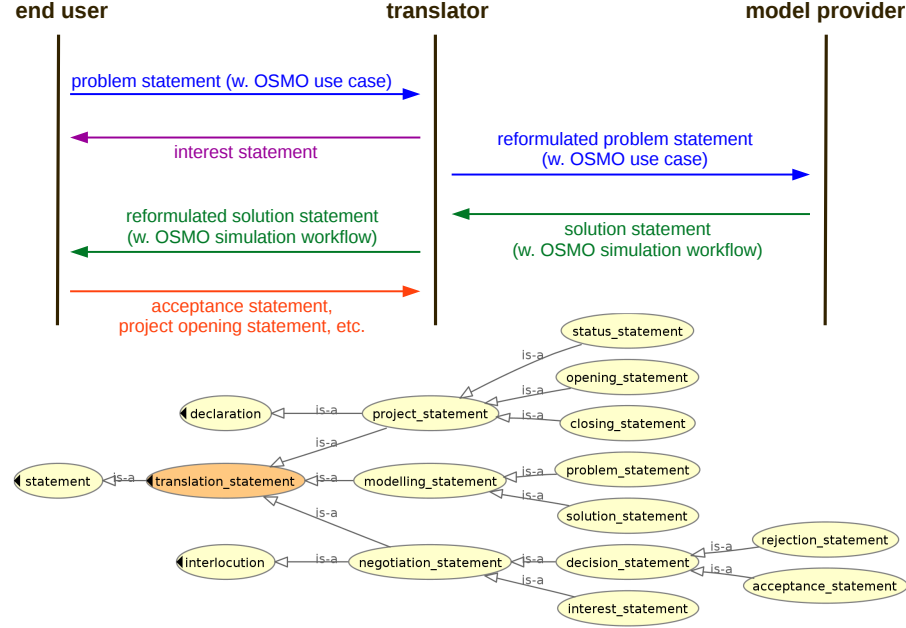 end user
translator
model provider
problem statement (w. OSMO use case)
interest statement
reformulated problem statement
(w. OSMO use case)
reformulated solution statement
(w. OSMO simulation workflow)
solution statement
(w. OSMO simulation workflow)
acceptance statement,
project opening statement, etc.
status_statement
is-a
opening_statement
is-a
declaration
is-a
project_statement
is-a
closing_statement
is-a
problem_statement
is-a
statement
is-a
translation_statement
is-a
modelling_statement
solution_statement
is-a
is-a
rejection_statement
is-a
interlocution
is-a
negotiation_statement
is-a
decision_statement
is-a
acceptance_statement
is-a
interest_statement